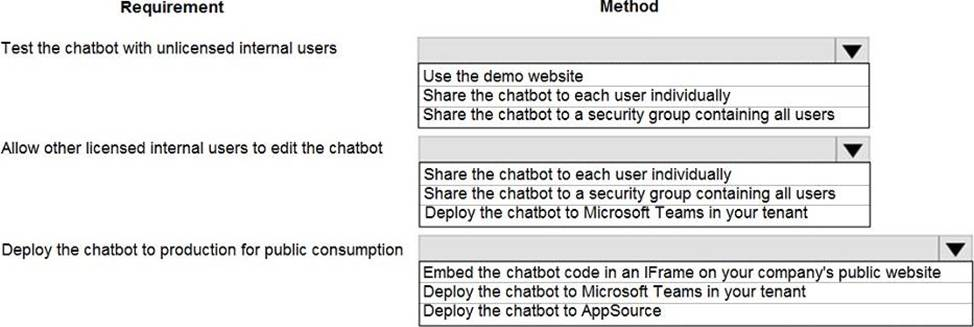 Requirement
Method
Test the chatbot with unlicensed internal users
Use the demo website
Share the chatbot to each user individually
Share the chatbot to a security group containing all users
Allow other licensed internal users to edit the chatbot
Share the chatbot to each user individually
Share the chatbot to a security group containing all users
Deploy the chatbot to Microsoft Teams in your tenant
Deploy the chatbot to production for public consumption
Embed the chatbot code in an IFrame on your company's public website
Deploy the chatbot to Microsoft Teams in your tenant
Deploy the chatbot to AppSource